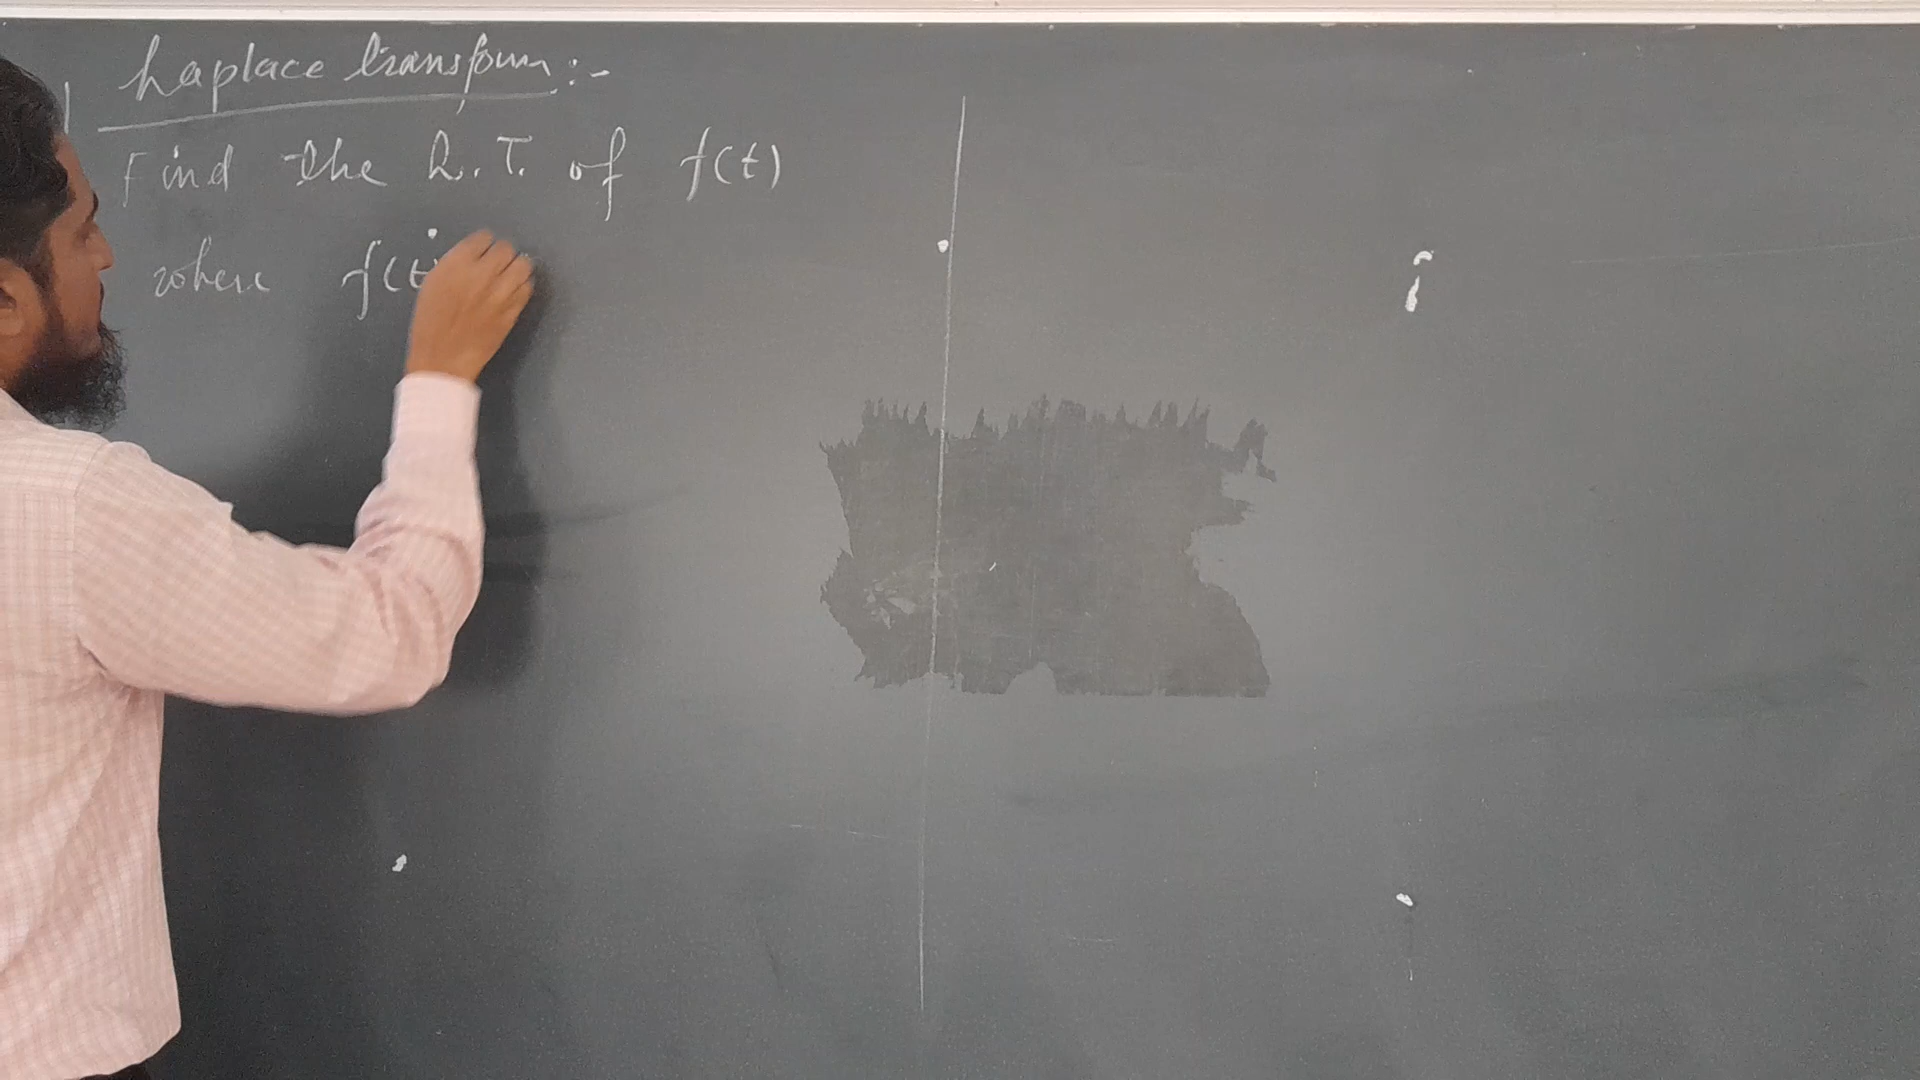 Laplace transform :-
Find the L.T. of f(t)
where f(t)